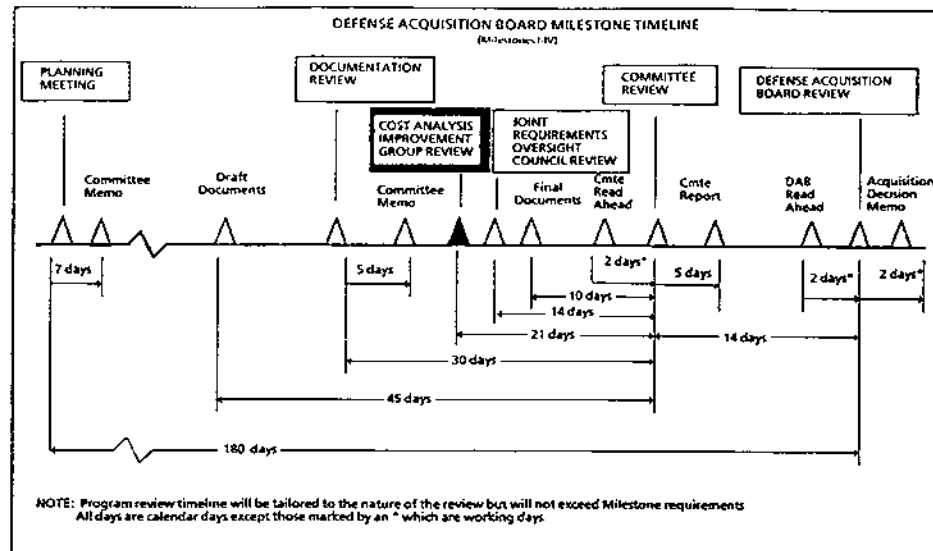 DEFENSE ACQUISITION BOARD MILESTONE TIMELINE
(Milestones I-IV)
PLANNING
MEETING
DOCUMENTATION
REVIEW
COMMITTEE
REVIEW
DEFENSE ACQUISITION
BOARD REVIEW
COST ANALYSIS
IMPROVEMENT
GROUP REVIEW
JOINT
REQUIREMENTS
OVERSIGHT
COUNCIL REVIEW
Committee
Memo
Draft
Documents
Committee
Memo
Final
Documents
Cmte
Read
Ahead
Cmte
Report
DAB
Read
Ahead
Acquisition
Decision
Memo
7 days
5 days
2 days*
5 days
2 days*
2 days*
10 days
14 days
21 days
14 days
30 days
45 days
180 days
NOTE: Program review timeline will be tailored to the nature of the review but will not exceed Milestone requirements
All days are calendar days except those marked by an * which are working days